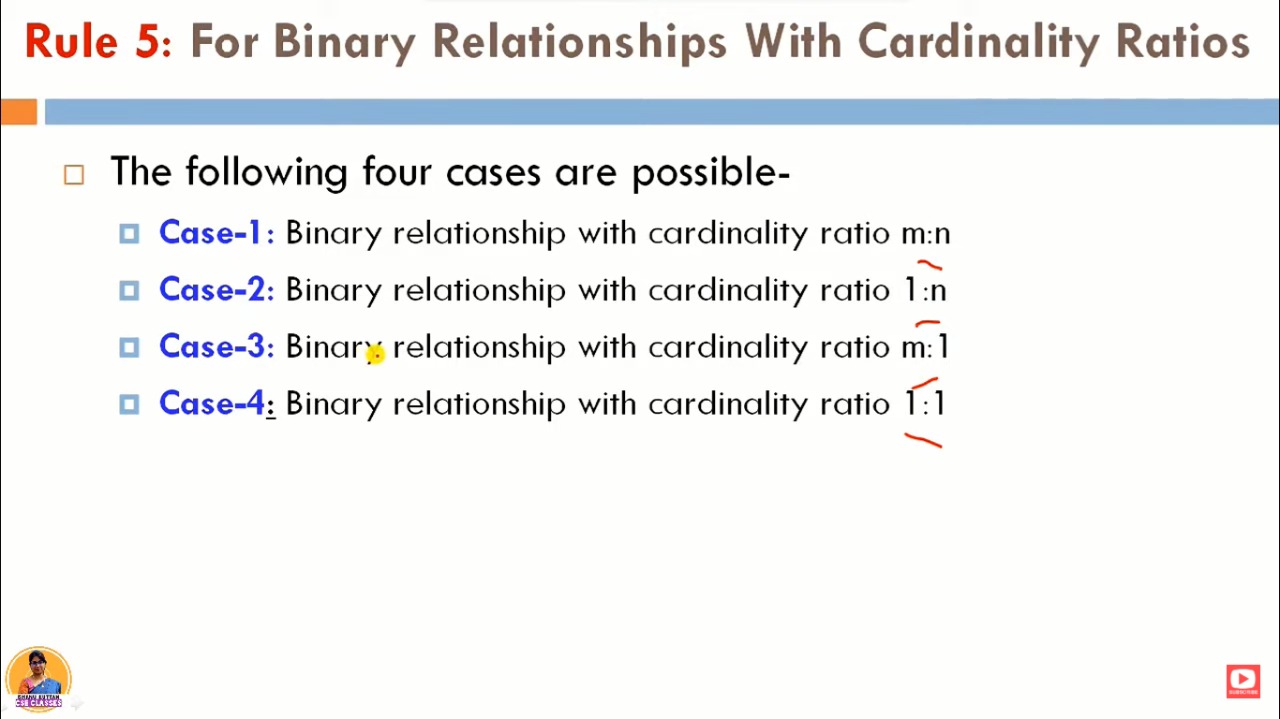 Rule 5: For Binary Relationships With Cardinality Ratios
The following four cases are possible-
Case-1: Binary relationship with cardinality ratio m:n
Case-2: Binary relationship with cardinality ratio 1:n
Case-3: Binary relationship with cardinality ratio m:1
Case-4: Binary relationship with cardinality ratio 1:1
CSE CLASSES
SUBSCRIBE